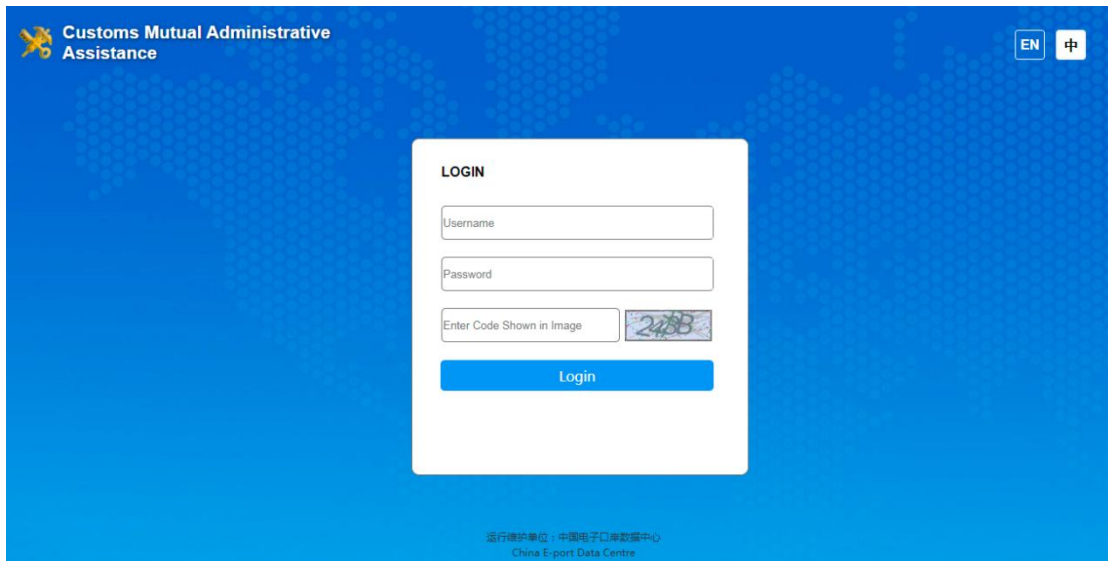 Customs Mutual Administrative
Assistance
EN 中
LOGIN
Username
Password
Enter Code Shown in Image
Login
运行维护单位：中国电子口岸数据中心
China E-port Data Centre